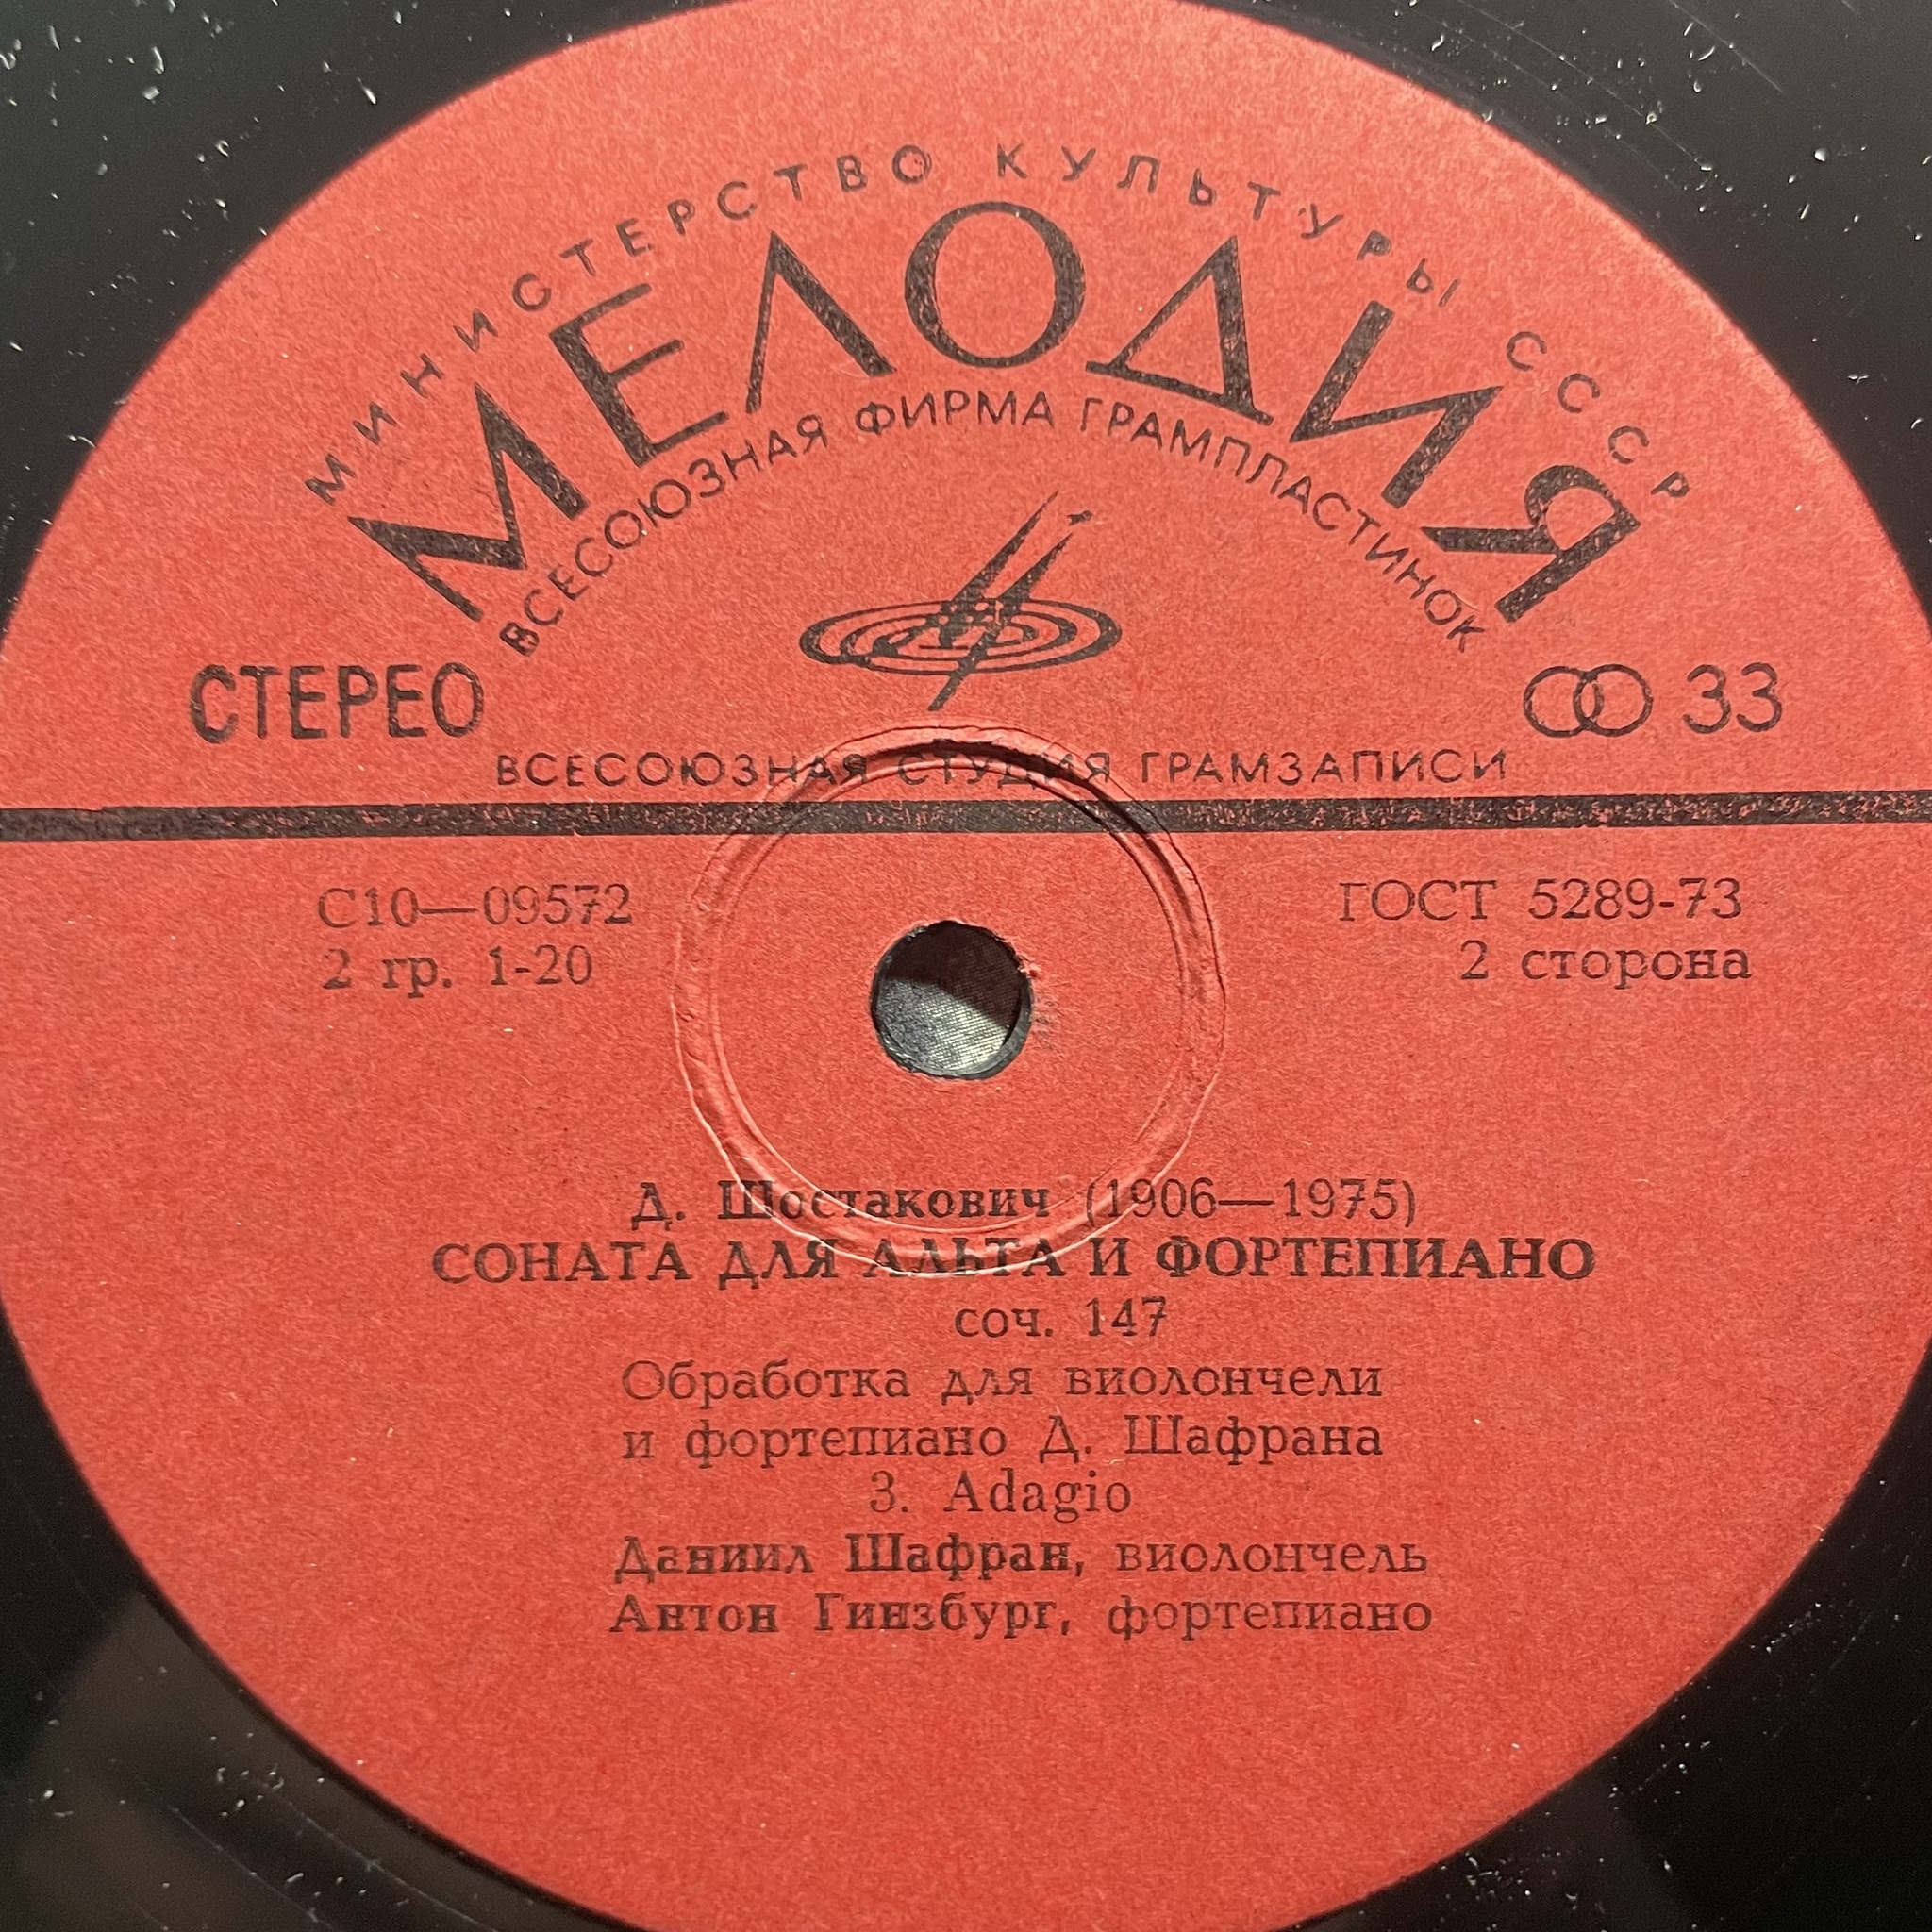 МИНИСТЕРСТВО КУЛЬТУРЫ СССР
МЕЛОДИЯ
ВСЕСОЮЗНАЯ ФИРМА ГРАМПЛАСТИНОК
СТЕРЕО
33
ВСЕСОЮЗНАЯ СТУДИЯ ГРАМЗАПИСИ
С10—09572
ГОСТ 5289-73
2 гр. 1-20
2 сторона
Д. Шостакович (1906—1975)
СОНАТА ДЛЯ АЛЬТА И ФОРТЕПИАНО
соч. 147
Обработка для виолончели
и фортепиано Д. Шафрана
3. Adagio
Даниил Шафран, виолончель
Антон Гинзбург, фортепиано